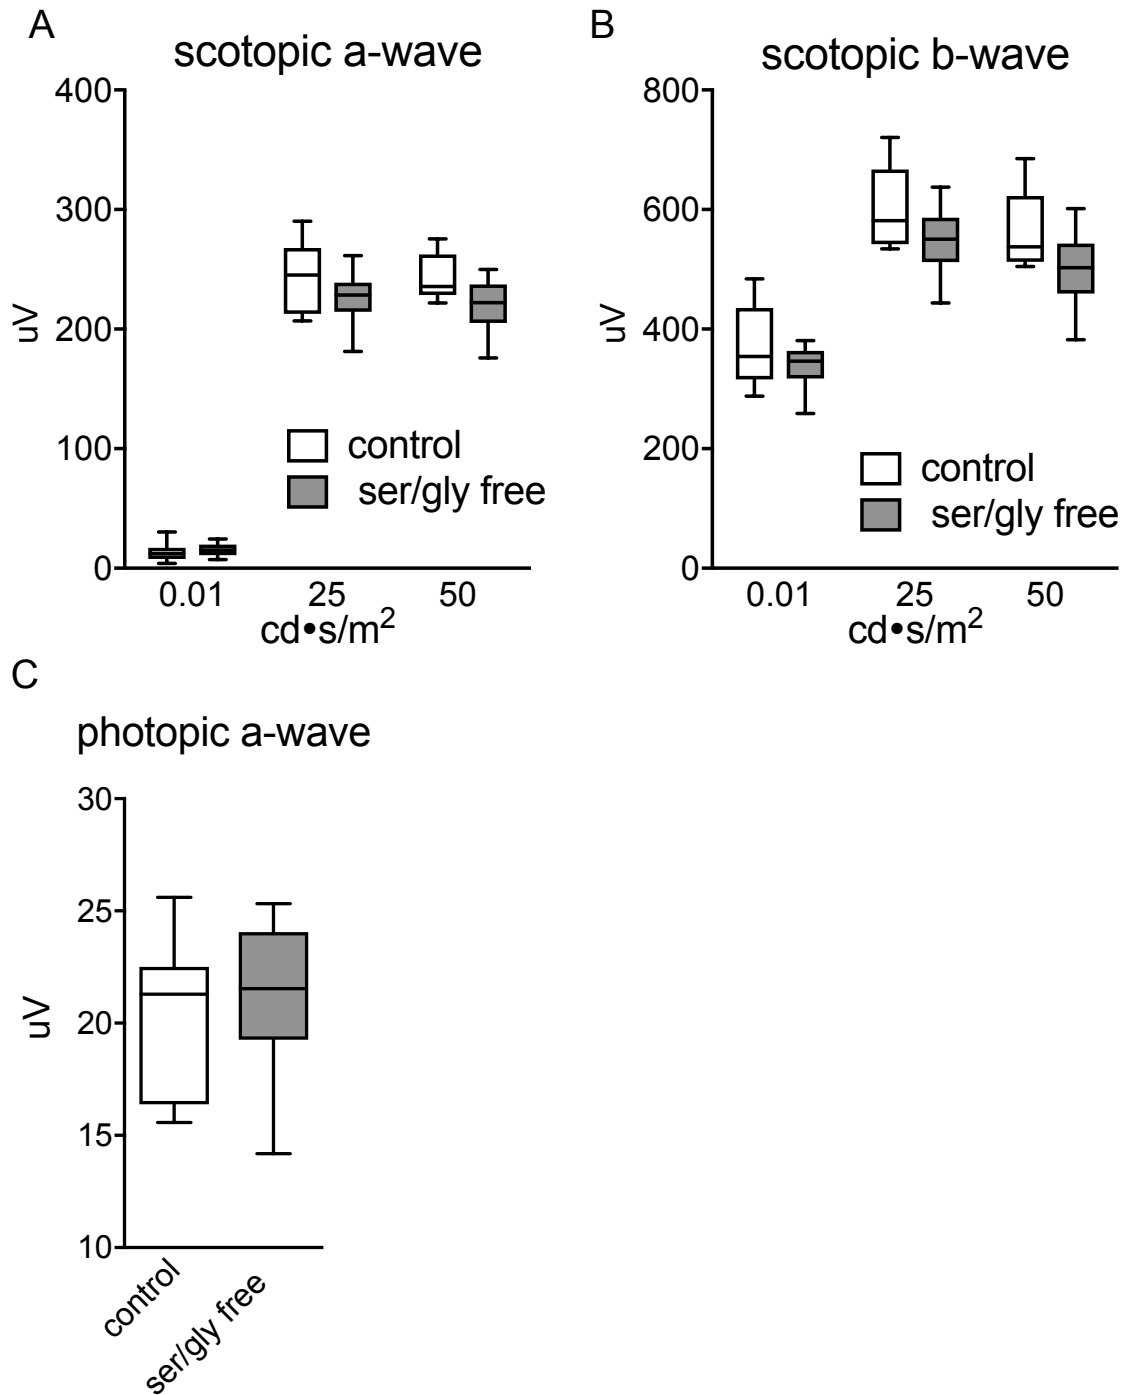 A
scotopic a-wave
400
300
200
100
0
uV
control
ser/gly free
0.01 25 50
cd•s/m²
B
scotopic b-wave
800
600
400
200
0
uV
control
ser/gly free
0.01 25 50
cd•s/m²
C
photopic a-wave
30
25
20
15
10
uV
control
ser/gly free